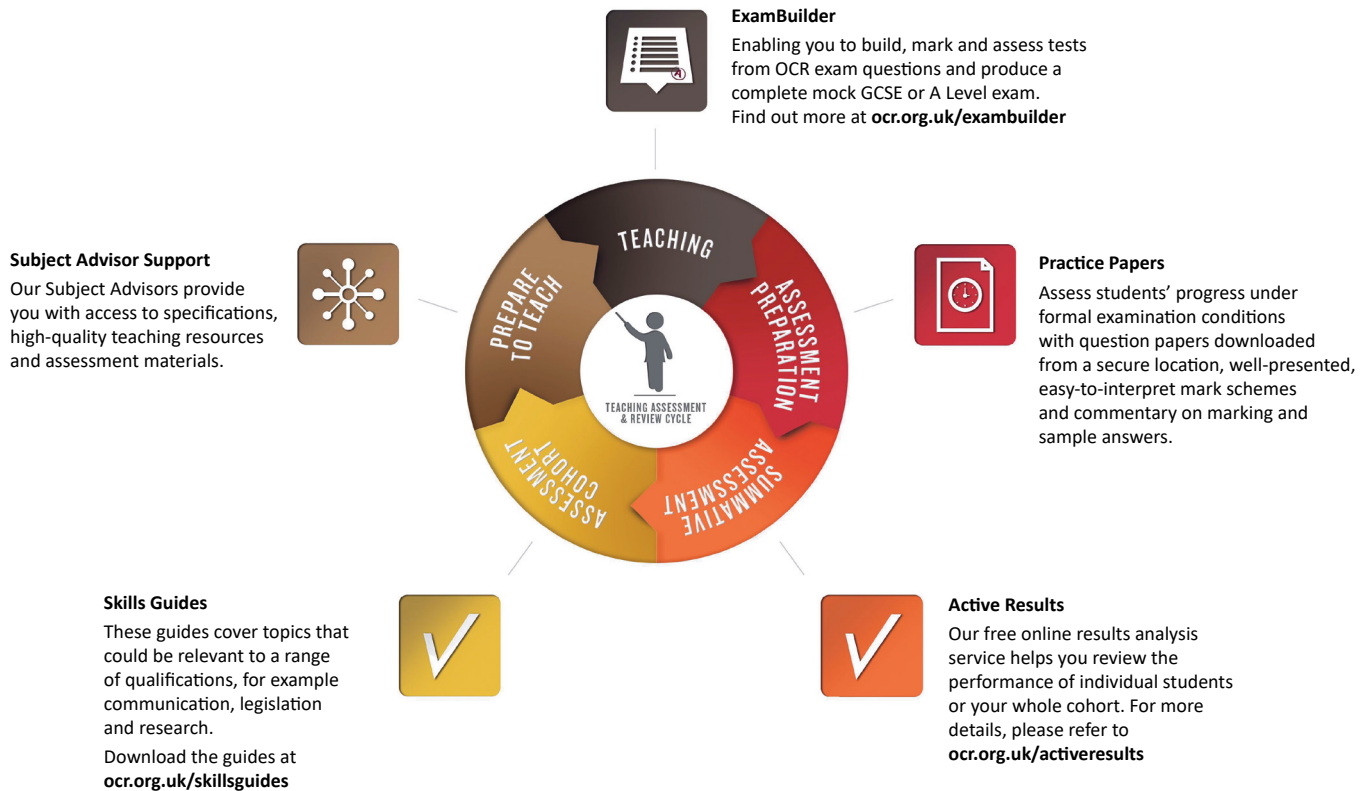 ExamBuilder
Enabling you to build, mark and assess tests
from OCR exam questions and produce a
complete mock GCSE or A Level exam.
Find out more at ocr.org.uk/exambuilder
Subject Advisor Support
Our Subject Advisors provide
you with access to specifications,
high-quality teaching resources
and assessment materials.
TEACHING
PREPARE
TO TEACH
ASSESSMENT
PREPARATION
TEACHING ASSESSMENT
& REVIEW CYCLE
ASSESSMENT
COHORT
SUMMATIVE
ASSESSMENT
Practice Papers
Assess students’ progress under
formal examination conditions
with question papers downloaded
from a secure location, well-presented,
easy-to-interpret mark schemes
and commentary on marking and
sample answers.
Skills Guides
These guides cover topics that
could be relevant to a range
of qualifications, for example
communication, legislation
and research.
Download the guides at
ocr.org.uk/skillsguides
Active Results
Our free online results analysis
service helps you review the
performance of individual students
or your whole cohort. For more
details, please refer to
ocr.org.uk/activeresults